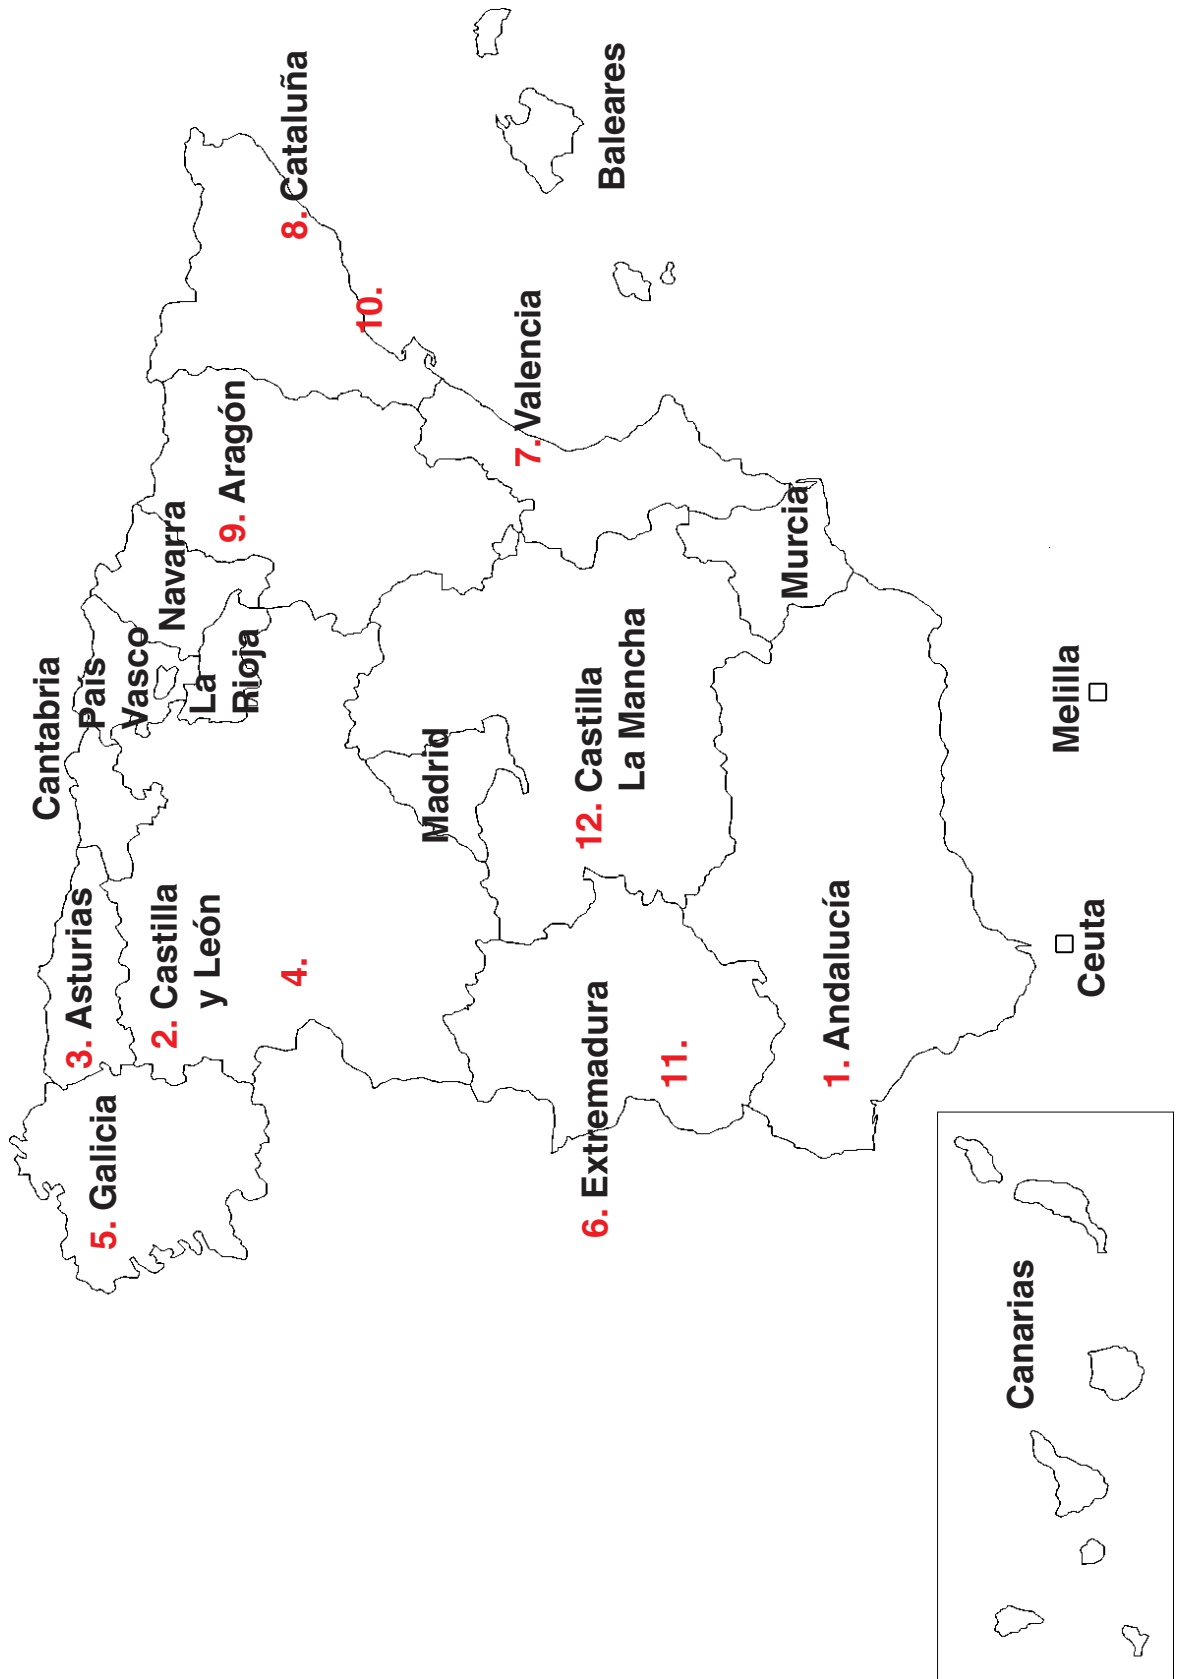 Cantabria
3. Asturias
País
Vasco
5. Galicia
2. Castilla
y León
Navarra
La
Rioja
9. Aragón
8. Cataluña
4.
10.
Madrid
7. Valencia
Baleares
6. Extremadura
12. Castilla
La Mancha
11.
Murcia
1. Andalucía
Canarias
Ceuta
Melilla